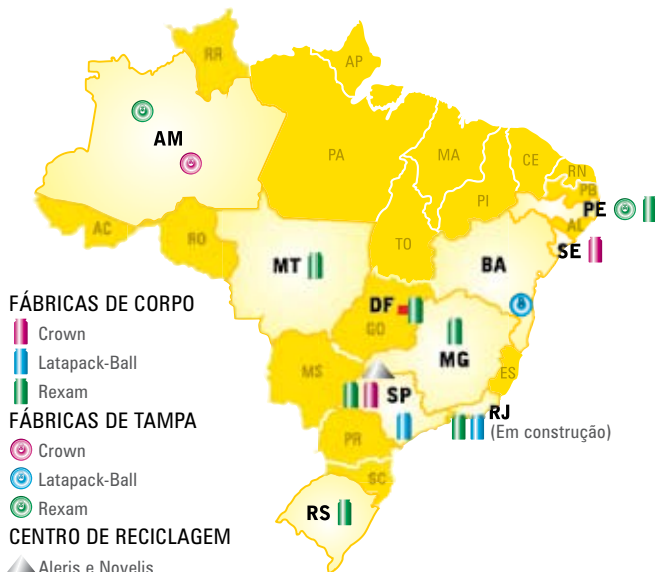 RR
AP
AM
PA
MA
CE
RN
PB
PE
PI
AL
AC
RO
TO
SE
MT
BA
DF
GO
MG
MS
ES
SP
RJ
(Em construção)
PR
SC
RS
FÁBRICAS DE CORPO
Crown
Latapack-Ball
Rexam
FÁBRICAS DE TAMPA
Crown
Latapack-Ball
Rexam
CENTRO DE RECICLAGEM
Aleris e Novelis